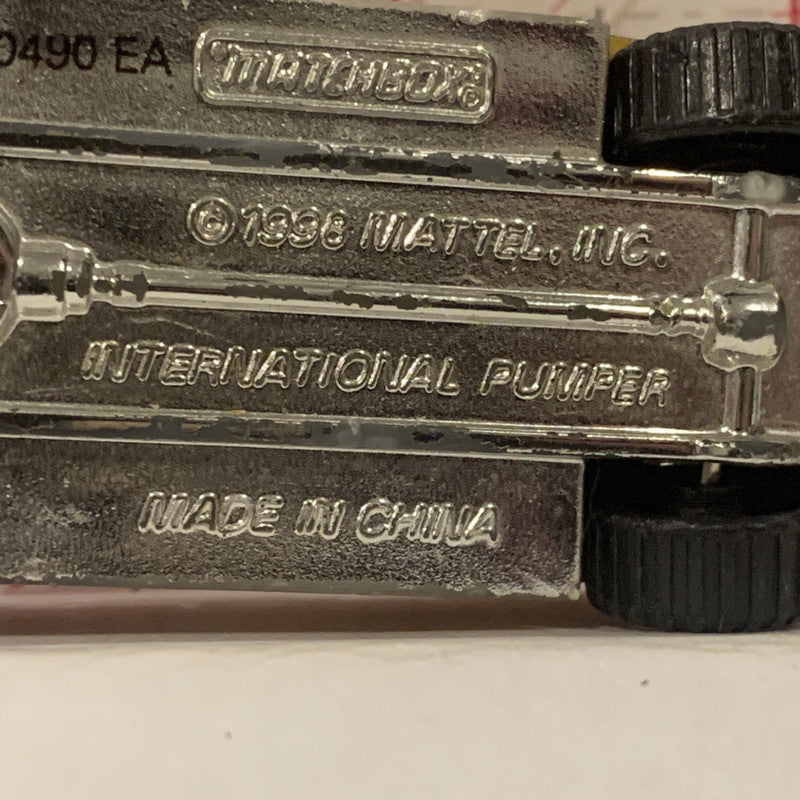 0490 EA
MATCHBOX®
©1998 MATTEL, INC.
INTERNATIONAL PUMPER
MADE IN CHINA